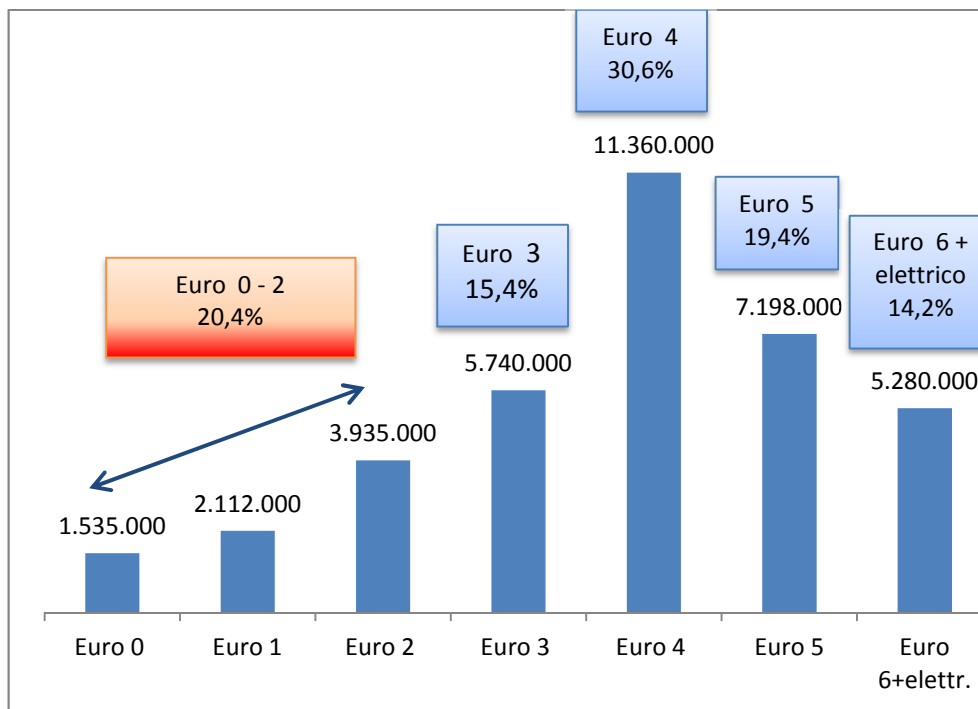 Euro 4
30,6%
11.360.000
Euro 5
19,4%
Euro 6 +
elettrico
14,2%
Euro 3
15,4%
Euro 0 - 2
20,4%
7.198.000
5.740.000
5.280.000
3.935.000
2.112.000
1.535.000
Euro 0
Euro 1
Euro 2
Euro 3
Euro 4
Euro 5
Euro
6+elettr.